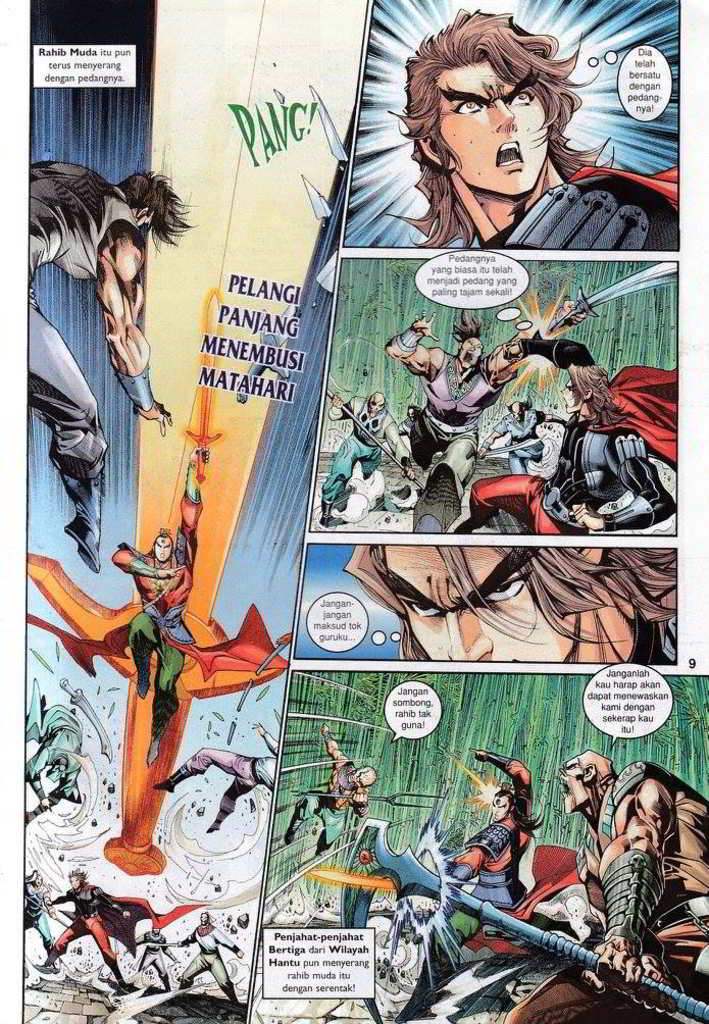 Rahib Muda itu pun
terus menyerang
dengan pedangnya.
PANG!
PELANGI
PANJANG
MENEMBUSI
MATAHARI
Dia
telah
bersatu
dengan
pedang-
nya!
Pedangnya
yang biasa itu telah
menjadi pedang yang
paling tajam sekali!
Jangan-
jangan
maksud tok
guruku...
9
Jangan
sombong,
rahib tak
guna!
Janganlah
kau harap akan
dapat menewaskan
kami dengan
sekerap kau
itu!
Penjahat-penjahat
Bertiga dari Wilayah
Hantu pun menyerang
rahib muda itu
dengan serentak!